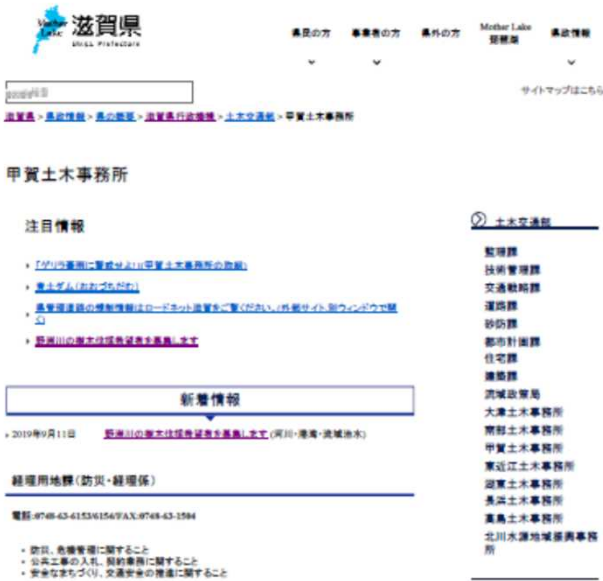 Mother Lake 滋賀県
Shiga Prefecture
県民の方 事業者の方 県外の方 Mother Lake 琵琶湖 県政情報
サイトマップはこちら
滋賀県 > 県政情報 > 県の概要 > 滋賀県行政機構 > 土木交通部 > 甲賀土木事務所
甲賀土木事務所
注目情報
「ゲリラ豪雨に警戒せよ!」(甲賀土木事務所の取組)
青土ダム(おおづちだむ)
県管理道路の規制情報はロードネット滋賀をご覧ください。(外部サイト,別ウィンドウで開
く)
野洲川の樹木伐採希望者を募集します
新着情報
2019年9月11日 野洲川の樹木伐採希望者を募集します (河川・港湾・流域治水)
経理用地課(防災・経理係)
電話:0748-63-6153/6154/FAX:0748-63-1504
防災、危機管理に関すること
公共工事の入札、契約業務に関すること
安全なまちづくり、交通安全の推進に関すること
土木交通部
監理課
技術管理課
交通戦略課
道路課
砂防課
都市計画課
住宅課
建築課
流域政策局
大津土木事務所
南部土木事務所
甲賀土木事務所
東近江土木事務所
湖東土木事務所
長浜土木事務所
高島土木事務所
北川水源地域振興事務
所